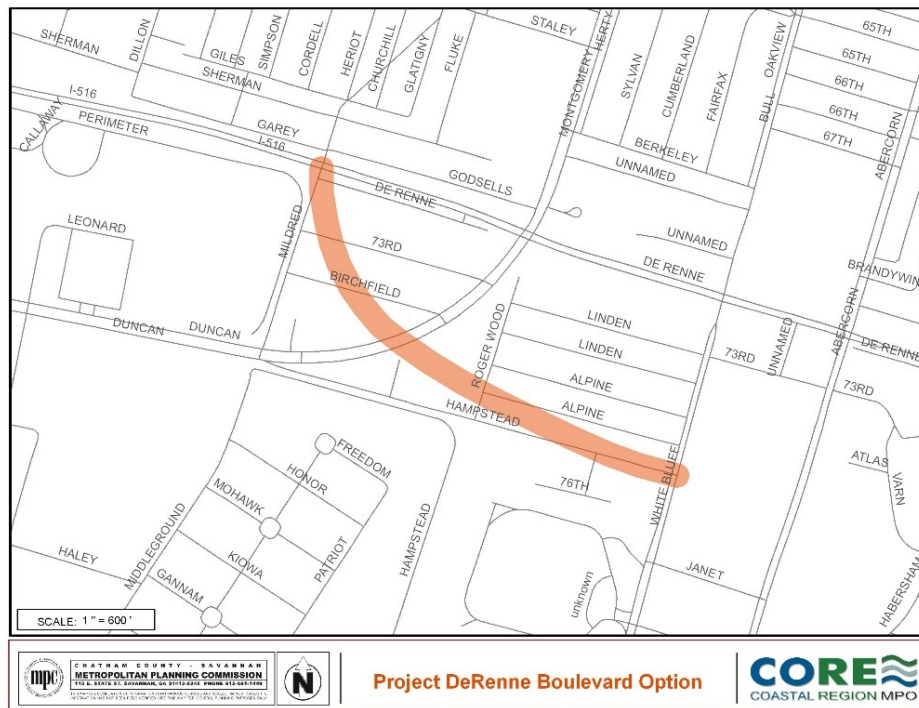 SHERMAN
DILLON
GILES
SIMPSON
CORDELL
HERIOT
CHURCHILL
GLATIGNY
FLUKE
STALEY
HERTY
MONTGOMERY
SYLVAN
CUMBERLAND
FAIRFAX
BULL
OAKVIEW
65TH
65TH
66TH
66TH
67TH
ABERCORN
SHERMAN
I-516
CALLAWAY
PERIMETER
GAREY
I-516
GODSELLS
DE RENNE
BERKELEY
UNNAMED
UNNAMED
DE RENNE
BRANDYWIN
LEONARD
MILDRED
73RD
BIRCHFIELD
DUNCAN
DUNCAN
ROGER WOOD
LINDEN
LINDEN
ALPINE
ALPINE
73RD
UNNAMED
ABERCORN
DE RENNE
73RD
HAMPSTEAD
WHITE BLUFF
76TH
ATLAS
VARN
FREEDOM
HONOR
MOHAWK
PATRIOT
KIOWA
GANNAM
MIDDLEGROUND
HALEY
HAMPSTEAD
unknown
JANET
HABERSHAM
SCALE: 1 " = 600 '
mpc
CHATHAM COUNTY - SAVANNAH
METROPOLITAN PLANNING COMMISSION
N
Project DeRenne Boulevard Option
CORE
COASTAL REGION MPO